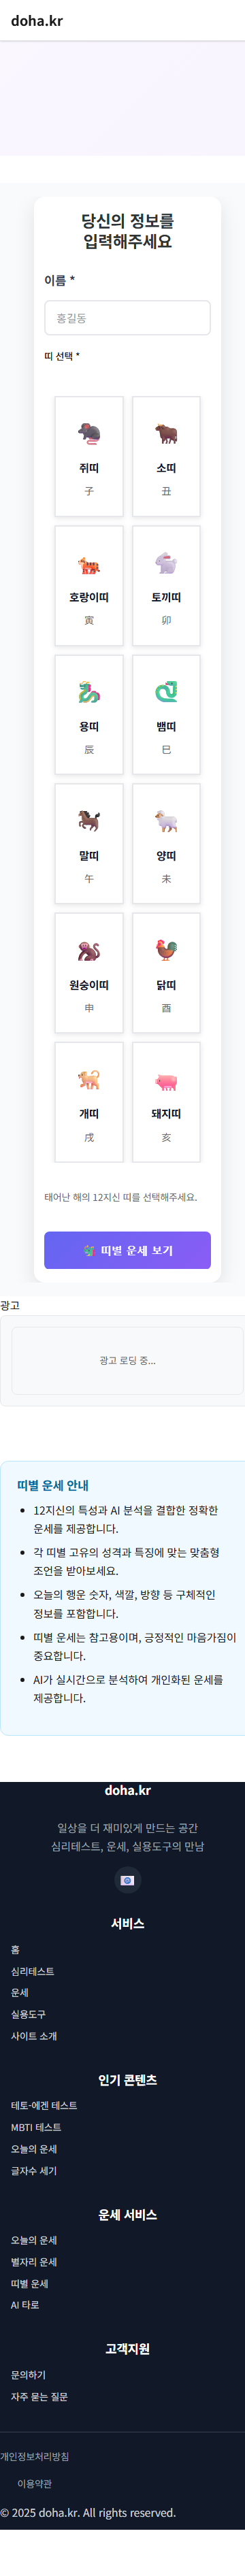 doha.kr
당신의 정보를
입력해주세요
이름 *
홍길동
띠 선택 *
쥐띠
子
소띠
丑
호랑이띠
寅
토끼띠
卯
용띠
辰
뱀띠
巳
말띠
午
양띠
未
원숭이띠
申
닭띠
酉
개띠
戌
돼지띠
亥
태어난 해의 12지신 띠를 선택해주세요.
띠별 운세 보기
광고
광고 로딩 중...
띠별 운세 안내
12지신의 특성과 AI 분석을 결합한 정확한
운세를 제공합니다.
각 띠별 고유의 성격과 특징에 맞는 맞춤형
조언을 받아보세요.
오늘의 행운 숫자, 색깔, 방향 등 구체적인
정보를 포함합니다.
띠별 운세는 참고용이며, 긍정적인 마음가짐이
중요합니다.
AI가 실시간으로 분석하여 개인화된 운세를
제공합니다.
doha.kr
일상을 더 재미있게 만드는 공간
심리테스트, 운세, 실용도구의 만남
서비스
홈
심리테스트
운세
실용도구
사이트 소개
인기 콘텐츠
테토-에겐 테스트
MBTI 테스트
오늘의 운세
글자수 세기
운세 서비스
오늘의 운세
별자리 운세
띠별 운세
AI 타로
고객지원
문의하기
자주 묻는 질문
개인정보처리방침
이용약관
© 2025 doha.kr. All rights reserved.